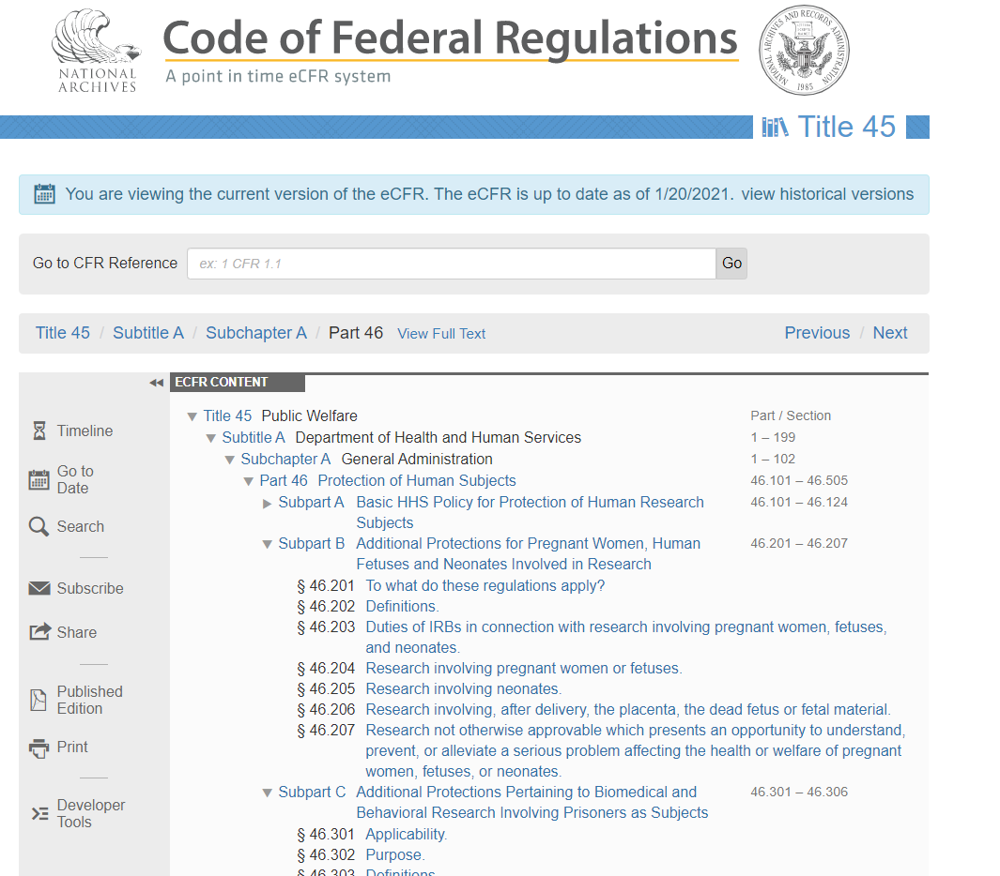 NATIONAL
ARCHIVES
Code of Federal Regulations
A point in time eCFR system
NATIONAL ARCHIVES AND RECORDS ADMINISTRATION
1985
Title 45
You are viewing the current version of the eCFR. The eCFR is up to date as of 1/20/2021. view historical versions
Go to CFR Reference ex: 1 CFR 1.1 Go
Title 45 / Subtitle A / Subchapter A / Part 46 View Full Text Previous / Next
ECFR CONTENT
Timeline
Go to
Date
Search
Subscribe
Share
Published
Edition
Print
Developer
Tools
Title 45 Public Welfare Part / Section
Subtitle A Department of Health and Human Services 1 – 199
Subchapter A General Administration 1 – 102
Part 46 Protection of Human Subjects 46.101 – 46.505
Subpart A Basic HHS Policy for Protection of Human Research 46.101 – 46.124
Subjects
Subpart B Additional Protections for Pregnant Women, Human 46.201 – 46.207
Fetuses and Neonates Involved in Research
§ 46.201 To what do these regulations apply?
§ 46.202 Definitions.
§ 46.203 Duties of IRBs in connection with research involving pregnant women, fetuses,
and neonates.
§ 46.204 Research involving pregnant women or fetuses.
§ 46.205 Research involving neonates.
§ 46.206 Research involving, after delivery, the placenta, the dead fetus or fetal material.
§ 46.207 Research not otherwise approvable which presents an opportunity to understand,
prevent, or alleviate a serious problem affecting the health or welfare of pregnant
women, fetuses, or neonates.
Subpart C Additional Protections Pertaining to Biomedical and 46.301 – 46.306
Behavioral Research Involving Prisoners as Subjects
§ 46.301 Applicability.
§ 46.302 Purpose.
§ 46.303 Definitions.